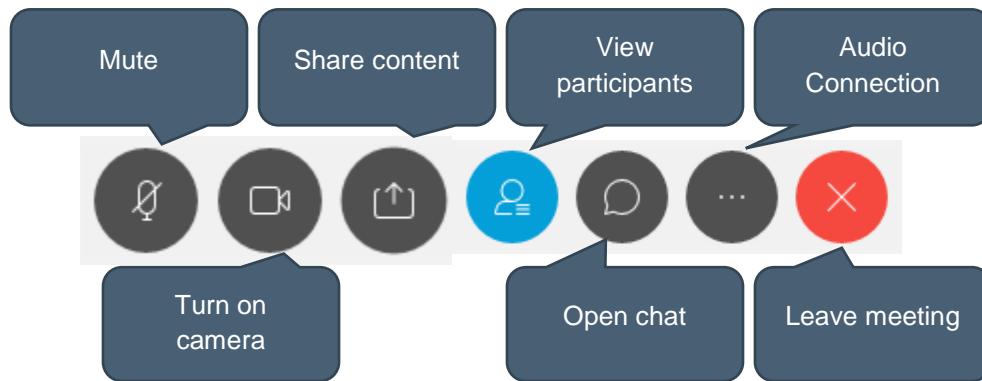 Mute
Share content
View
participants
Audio
Connection
Turn on
camera
Open chat
Leave meeting